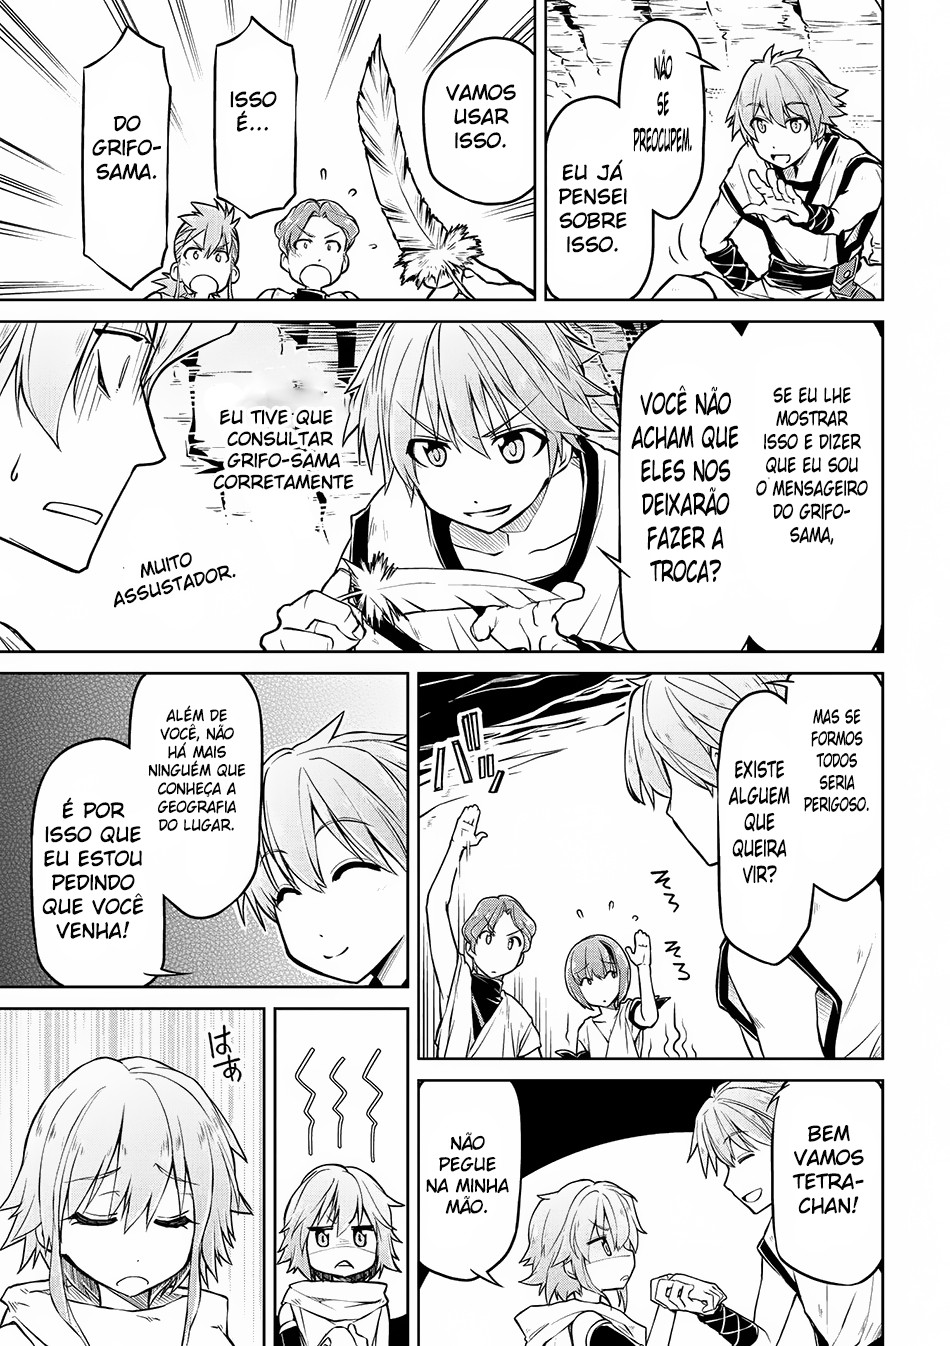 NÃO
SE
PREOCUPEM.
EU JÁ
PENSEI
SOBRE
ISSO.
VAMOS
USAR
ISSO.
ISSO
É...
DO
GRIFO-
SAMA.
SE EU LHE
MOSTRAR
ISSO E DIZER
QUE EU SOU
O MENSAGEIRO
DO GRIFO-
SAMA,
VOCÊ NÃO
ACHAM QUE
ELES NOS
DEIXARÃO
FAZER A
TROCA?
EU TIVE QUE
CONSULTAR
GRIFO-SAMA
CORRETAMENTE
MUITO
ASSUSTADOR.
MAS SE
FORMOS
TODOS
SERIA
PERIGOSO.
EXISTE
ALGUEM
QUE
QUEIRA
VIR?
ALÉM DE
VOCÊ, NÃO
HÁ MAIS
NINGUÉM QUE
CONHEÇA A
GEOGRAFIA
DO LUGAR.
É POR
ISSO QUE
EU ESTOU
PEDINDO
QUE VOCÊ
VENHA!
BEM
VAMOS
TETRA-
CHAN!
NÃO
PEGUE
NA MINHA
MÃO.
はぁ